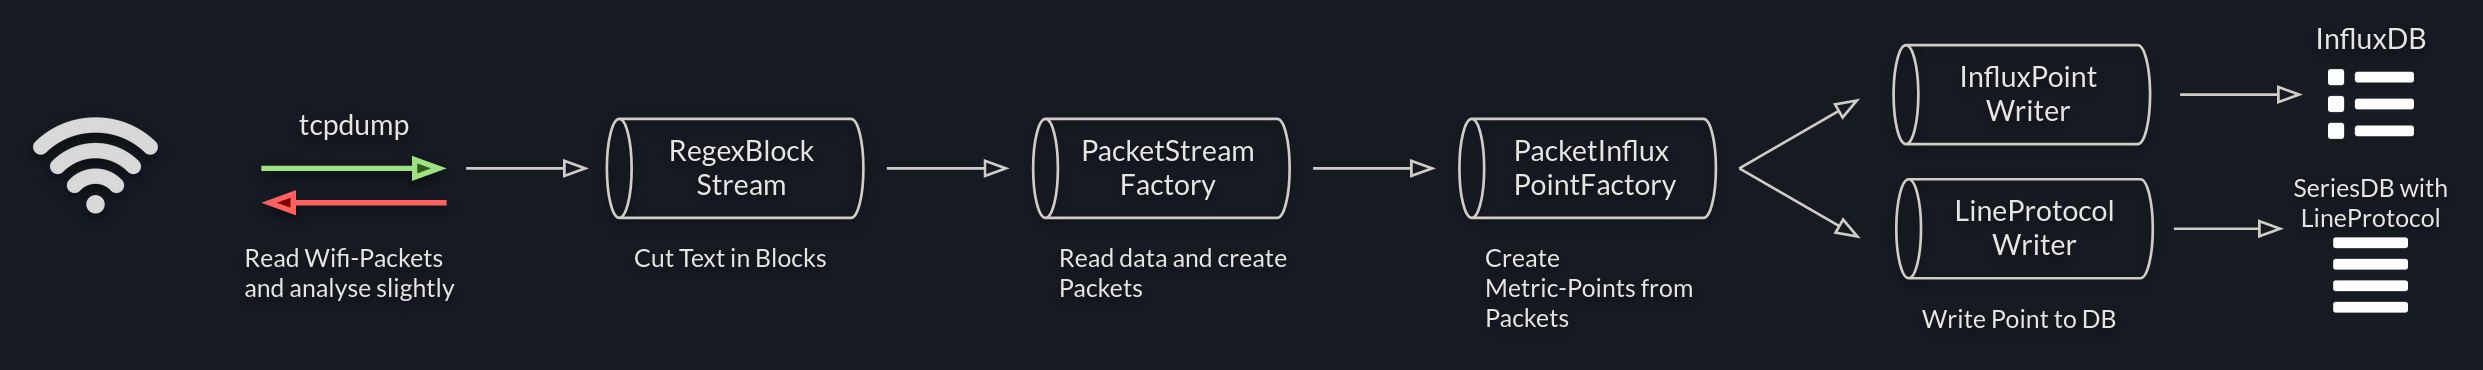 tcpdump
Read Wifi-Packets
and analyse slightly
RegexBlock
Stream
Cut Text in Blocks
PacketStream
Factory
Read data and create
Packets
PacketInflux
PointFactory
Create
Metric-Points from
Packets
InfluxPoint
Writer
LineProtocol
Writer
Write Point to DB
InfluxDB
SeriesDB with
LineProtocol